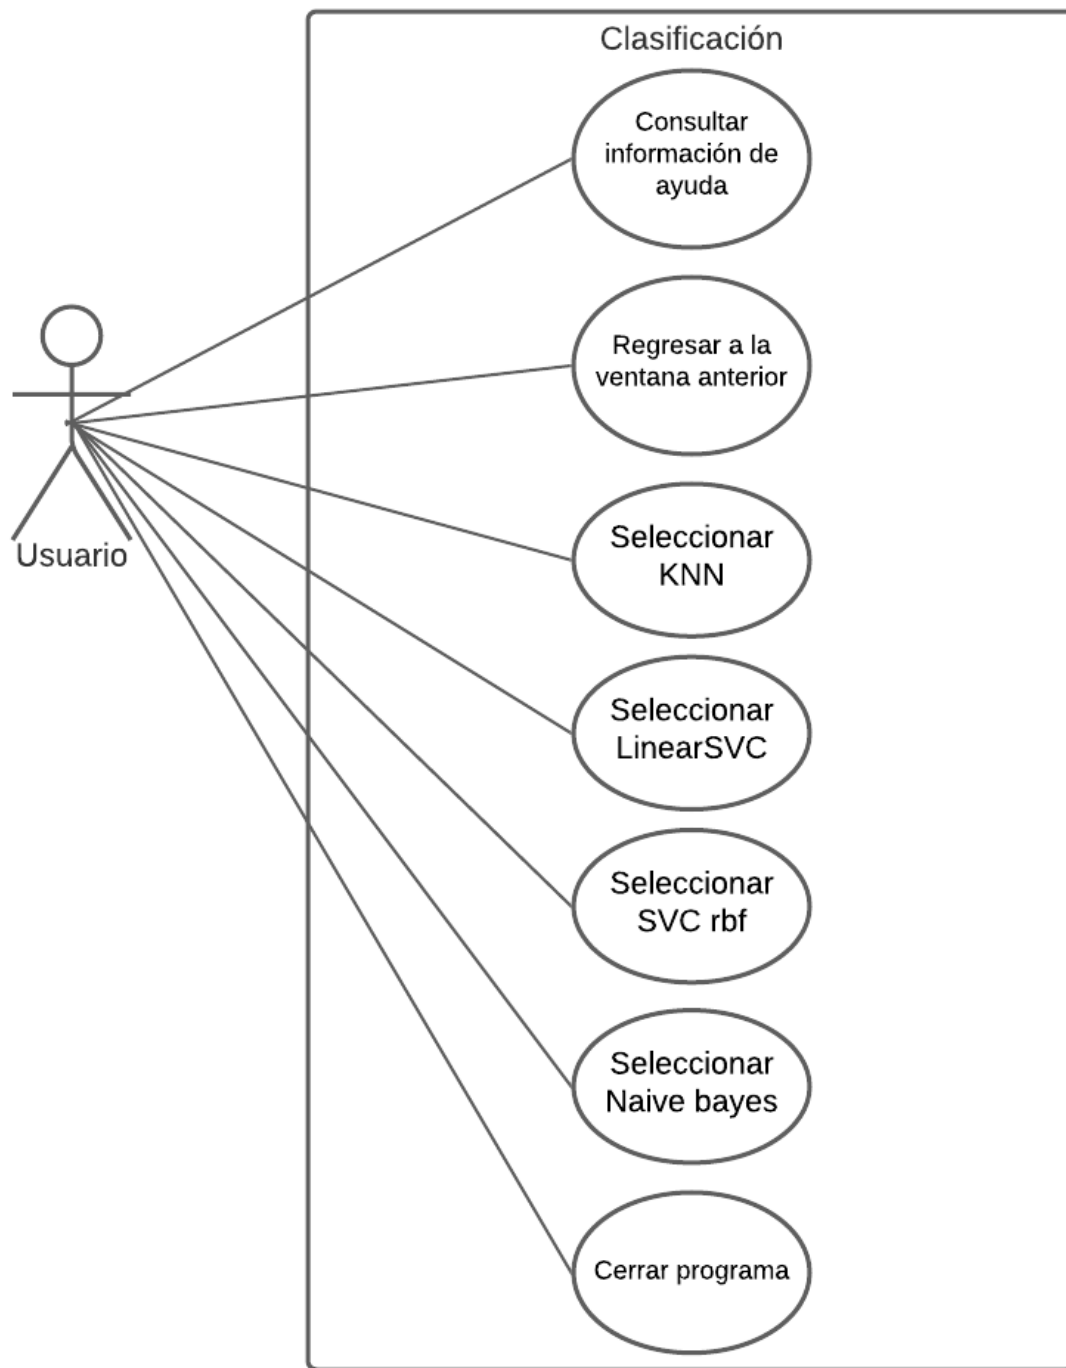 Clasificación
Consultar
información de
ayuda
Regresar a la
ventana anterior
Usuario
Seleccionar
KNN
Seleccionar
LinearSVC
Seleccionar
SVC rbf
Seleccionar
Naive bayes
Cerrar programa